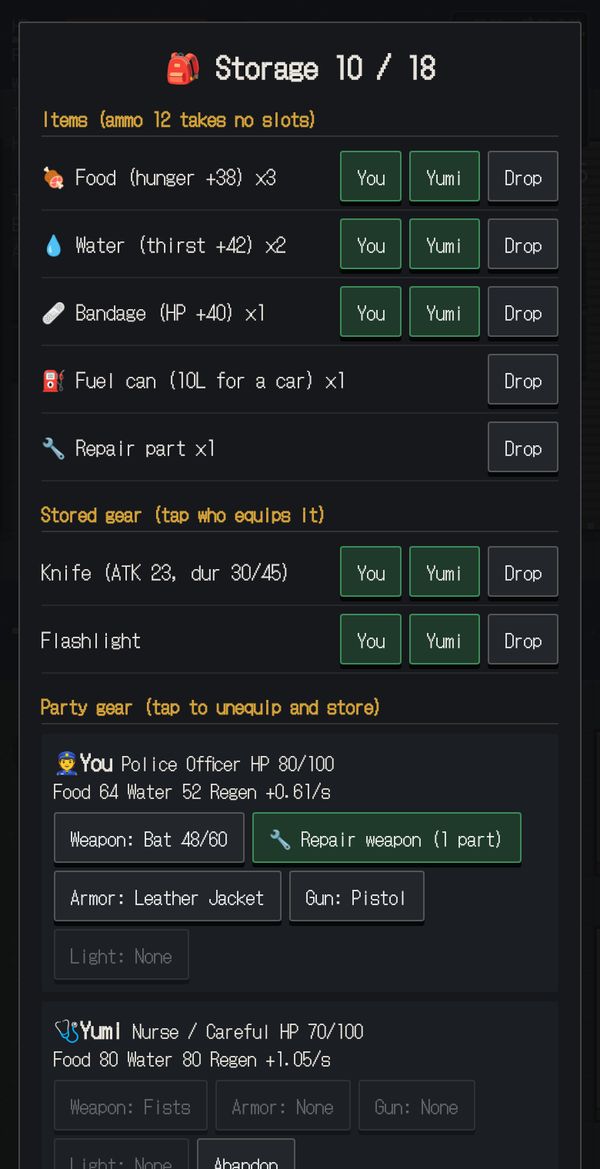 Storage 10 / 18
Items (ammo 12 takes no slots)
Food (hunger +38) x3 You Yumi Drop
Water (thirst +42) x2 You Yumi Drop
Bandage (HP +40) x1 You Yumi Drop
Fuel can (10L for a car) x1 Drop
Repair part x1 Drop
Stored gear (tap who equips it)
Knife (ATK 23, dur 30/45) You Yumi Drop
Flashlight You Yumi Drop
Party gear (tap to unequip and store)
You Police Officer HP 80/100
Food 64 Water 52 Regen +0.61/s
Weapon: Bat 48/60 Repair weapon (1 part)
Armor: Leather Jacket Gun: Pistol
Light: None
Yumi Nurse / Careful HP 70/100
Food 80 Water 80 Regen +1.05/s
Weapon: Fists Armor: None Gun: None
Light: None Abandon